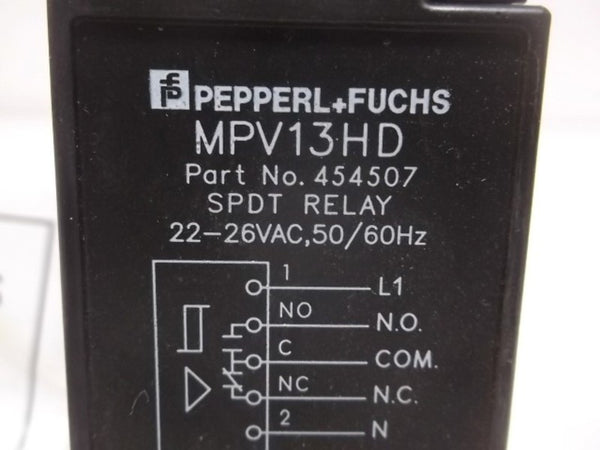 PEPPERL+FUCHS
MPV13HD
Part No. 454507
SPDT RELAY
22-26VAC,50/60Hz
1 L1
NO N.O.
C COM.
NC N.C.
2 N